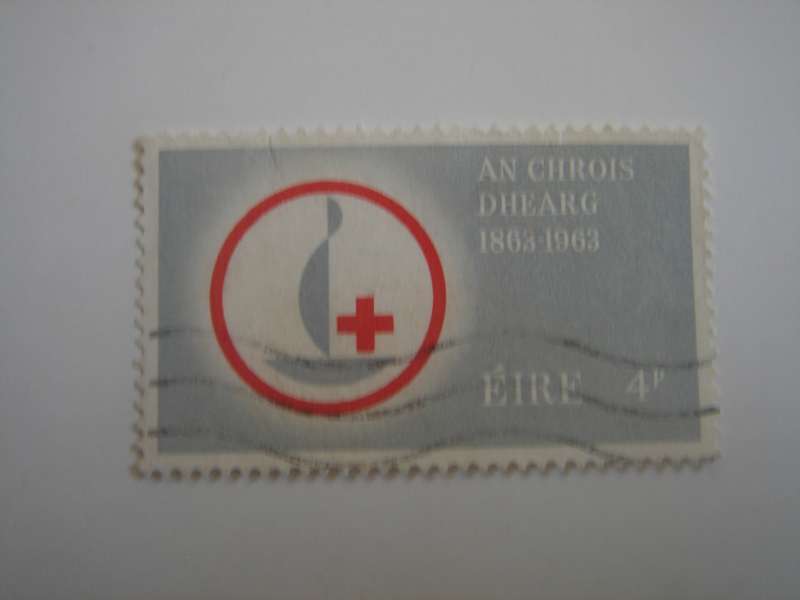 AN CHROIS
DHEARG
1863-1963
ÉIRE 4P